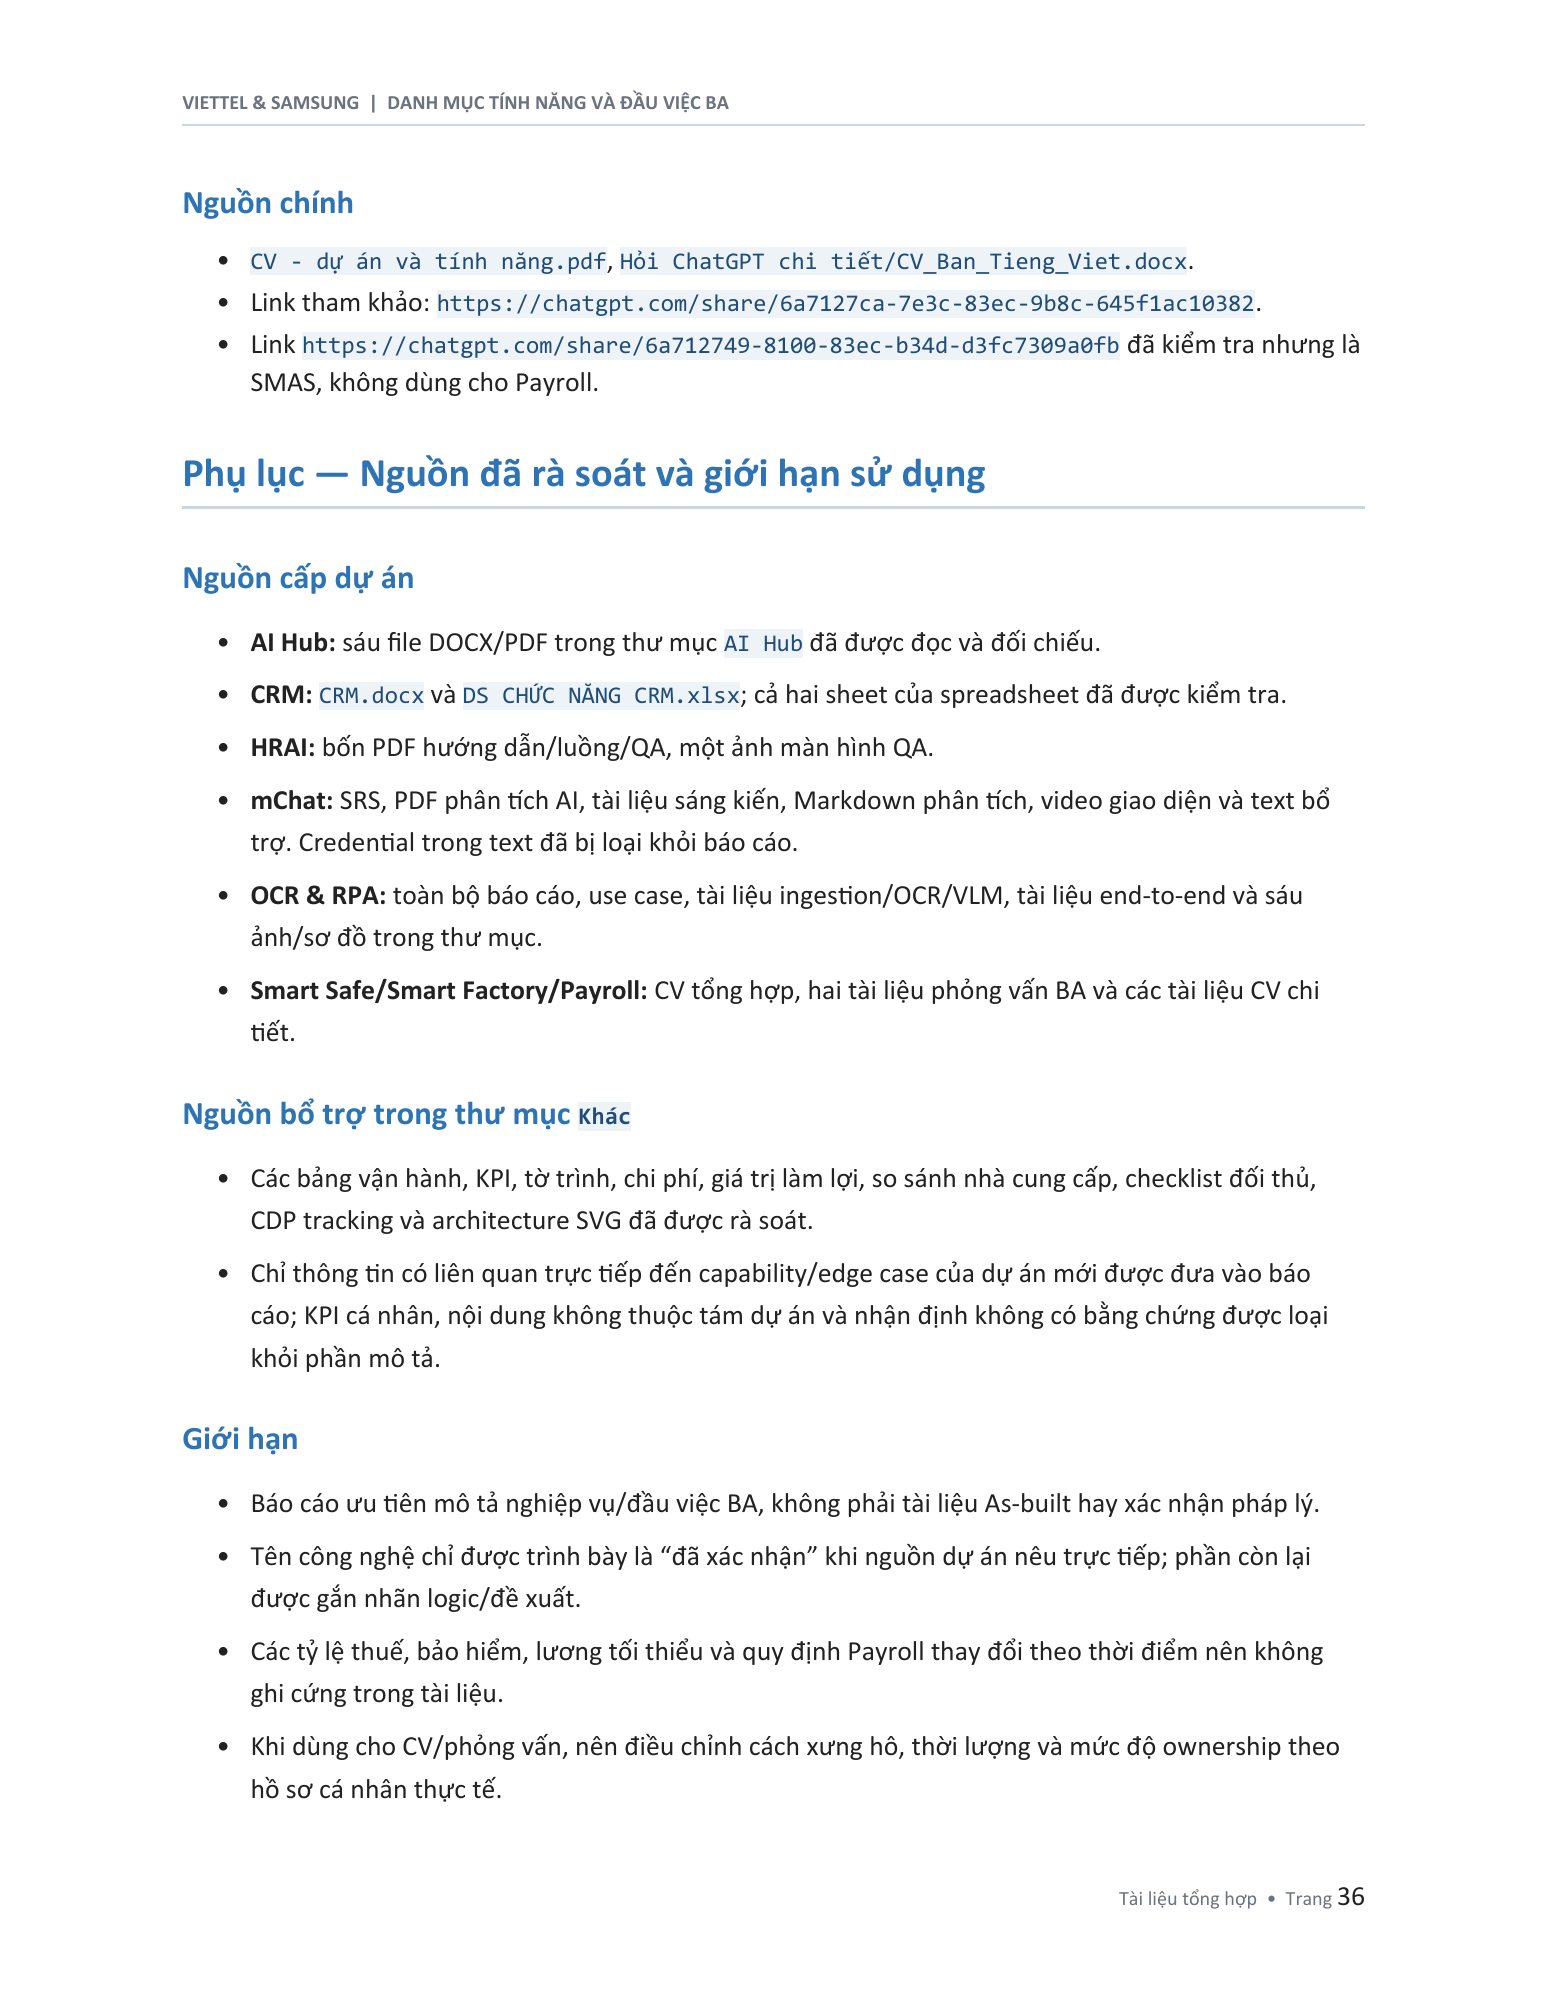 VIETTEL & SAMSUNG | DANH MỤC TÍNH NĂNG VÀ ĐẦU VIỆC BA
Nguồn chính
• CV - dự án và tính năng.pdf, Hỏi ChatGPT chi tiết/CV_Ban_Tieng_Viet.docx.
• Link tham khảo: https://chatgpt.com/share/6a7127ca-7e3c-83ec-9b8c-645f1ac10382.
• Link https://chatgpt.com/share/6a712749-8100-83ec-b34d-d3fc7309a0fb đã kiểm tra nhưng là
SMAS, không dùng cho Payroll.
Phụ lục — Nguồn đã rà soát và giới hạn sử dụng
Nguồn cấp dự án
• AI Hub: sáu file DOCX/PDF trong thư mục AI Hub đã được đọc và đối chiếu.
• CRM: CRM.docx và DS CHỨC NĂNG CRM.xlsx; cả hai sheet của spreadsheet đã được kiểm tra.
• HRAI: bốn PDF hướng dẫn/luồng/QA, một ảnh màn hình QA.
• mChat: SRS, PDF phân tích AI, tài liệu sáng kiến, Markdown phân tích, video giao diện và text bổ
trợ. Credential trong text đã bị loại khỏi báo cáo.
• OCR & RPA: toàn bộ báo cáo, use case, tài liệu ingestion/OCR/VLM, tài liệu end-to-end và sáu
ảnh/sơ đồ trong thư mục.
• Smart Safe/Smart Factory/Payroll: CV tổng hợp, hai tài liệu phỏng vấn BA và các tài liệu CV chi
tiết.
Nguồn bổ trợ trong thư mục Khác
• Các bảng vận hành, KPI, tờ trình, chi phí, giá trị làm lợi, so sánh nhà cung cấp, checklist đối thủ,
CDP tracking và architecture SVG đã được rà soát.
• Chỉ thông tin có liên quan trực tiếp đến capability/edge case của dự án mới được đưa vào báo
cáo; KPI cá nhân, nội dung không thuộc tám dự án và nhận định không có bằng chứng được loại
khỏi phần mô tả.
Giới hạn
• Báo cáo ưu tiên mô tả nghiệp vụ/đầu việc BA, không phải tài liệu As-built hay xác nhận pháp lý.
• Tên công nghệ chỉ được trình bày là “đã xác nhận” khi nguồn dự án nêu trực tiếp; phần còn lại
được gắn nhãn logic/đề xuất.
• Các tỷ lệ thuế, bảo hiểm, lương tối thiểu và quy định Payroll thay đổi theo thời điểm nên không
ghi cứng trong tài liệu.
• Khi dùng cho CV/phỏng vấn, nên điều chỉnh cách xưng hô, thời lượng và mức độ ownership theo
hồ sơ cá nhân thực tế.
Tài liệu tổng hợp • Trang 36